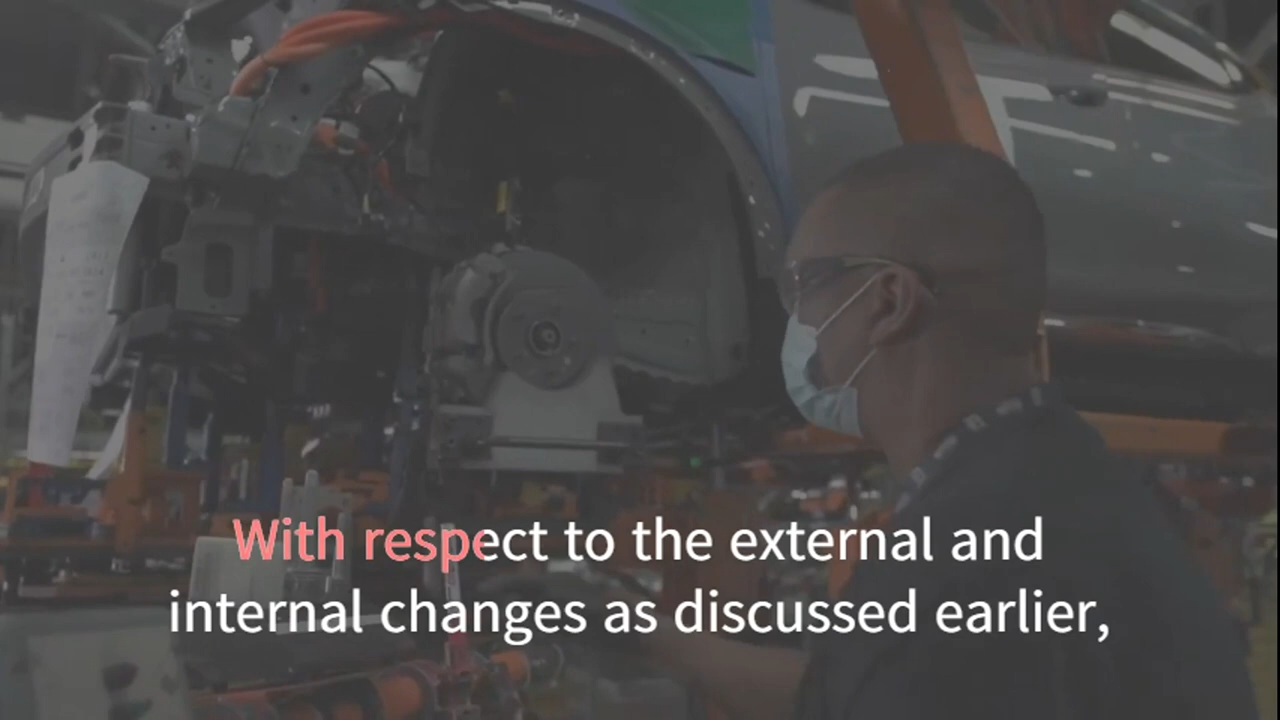 With respect to the external and
internal changes as discussed earlier,